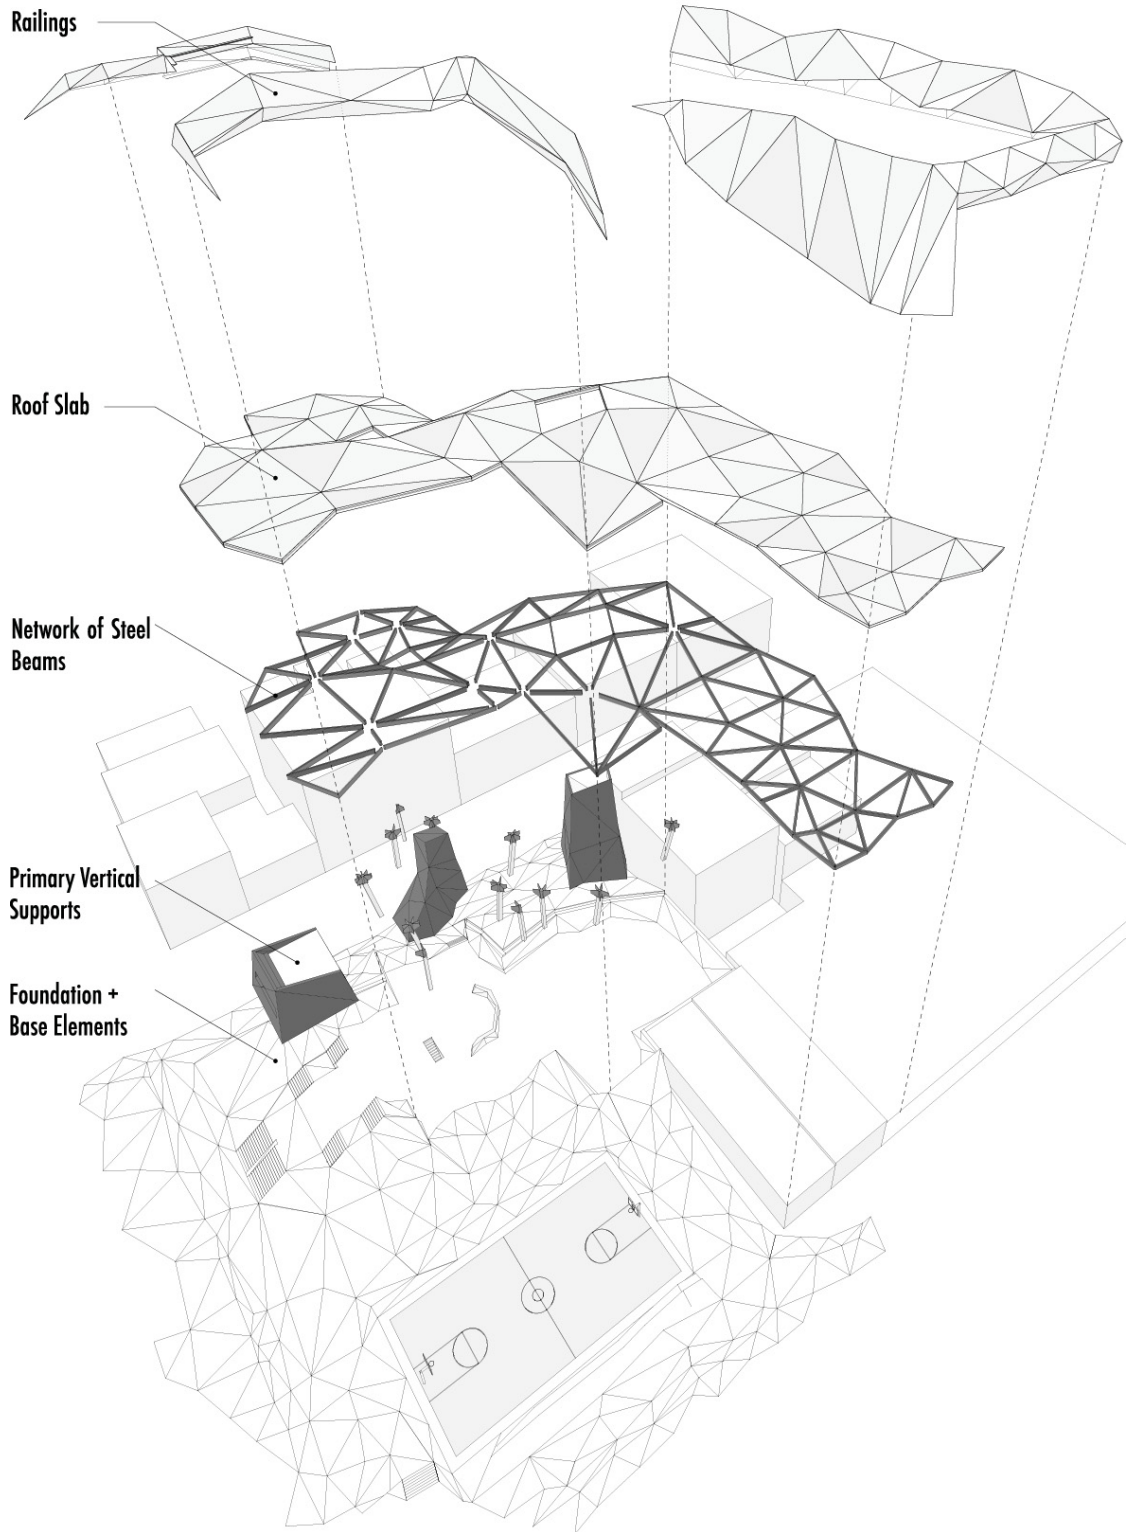 Railings
Roof Slab
Network of Steel
Beams
Primary Vertical
Supports
Foundation +
Base Elements